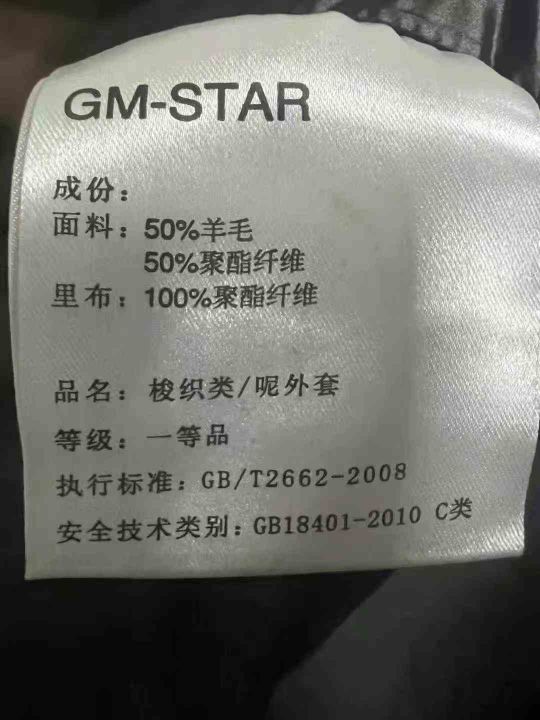 GM-STAR
成份：
面料：50%羊毛
50%聚酯纤维
里布：100%聚酯纤维
品名：梭织类/呢外套
等级：一等品
执行标准：GB/T2662-2008
安全技术类别：GB18401-2010 C类